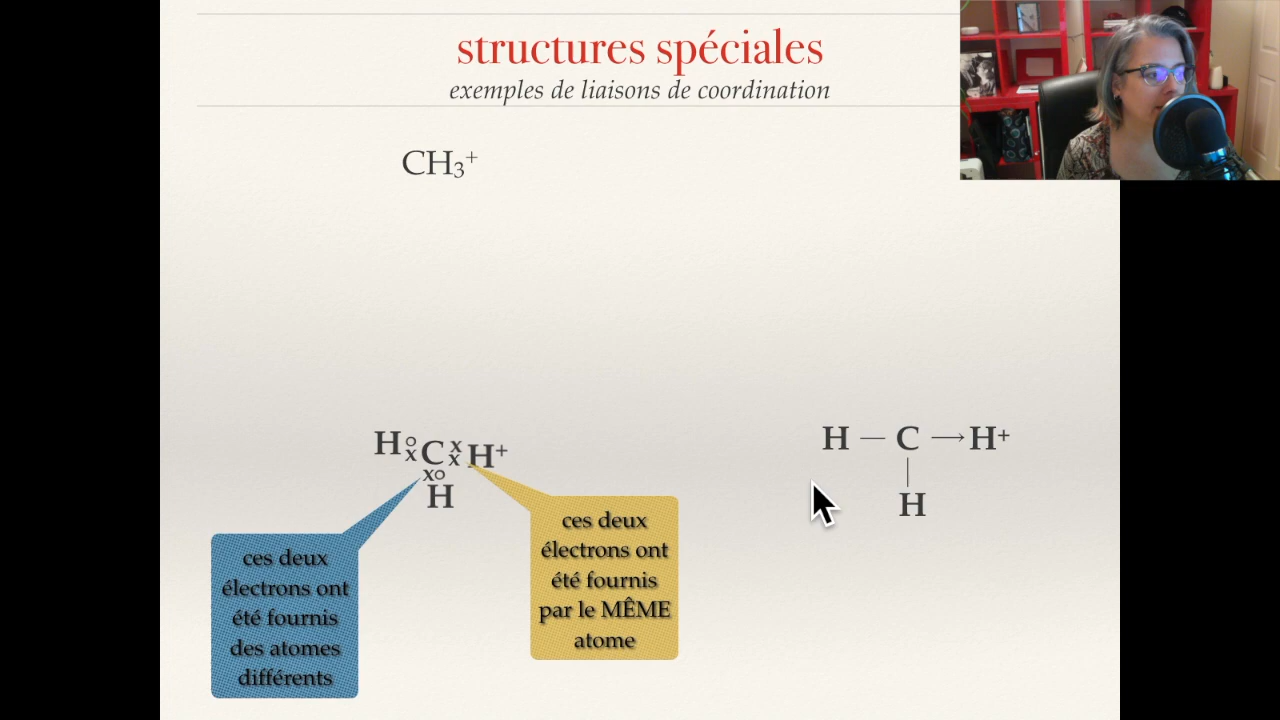 structures spéciales
exemples de liaisons de coordination
CH₃⁺
H o x C x x H⁺
x o
H
H — C → H⁺
|
H
ces deux
électrons ont
été fournis
des atomes
différents
ces deux
électrons ont
été fournis
par le MÊME
atome